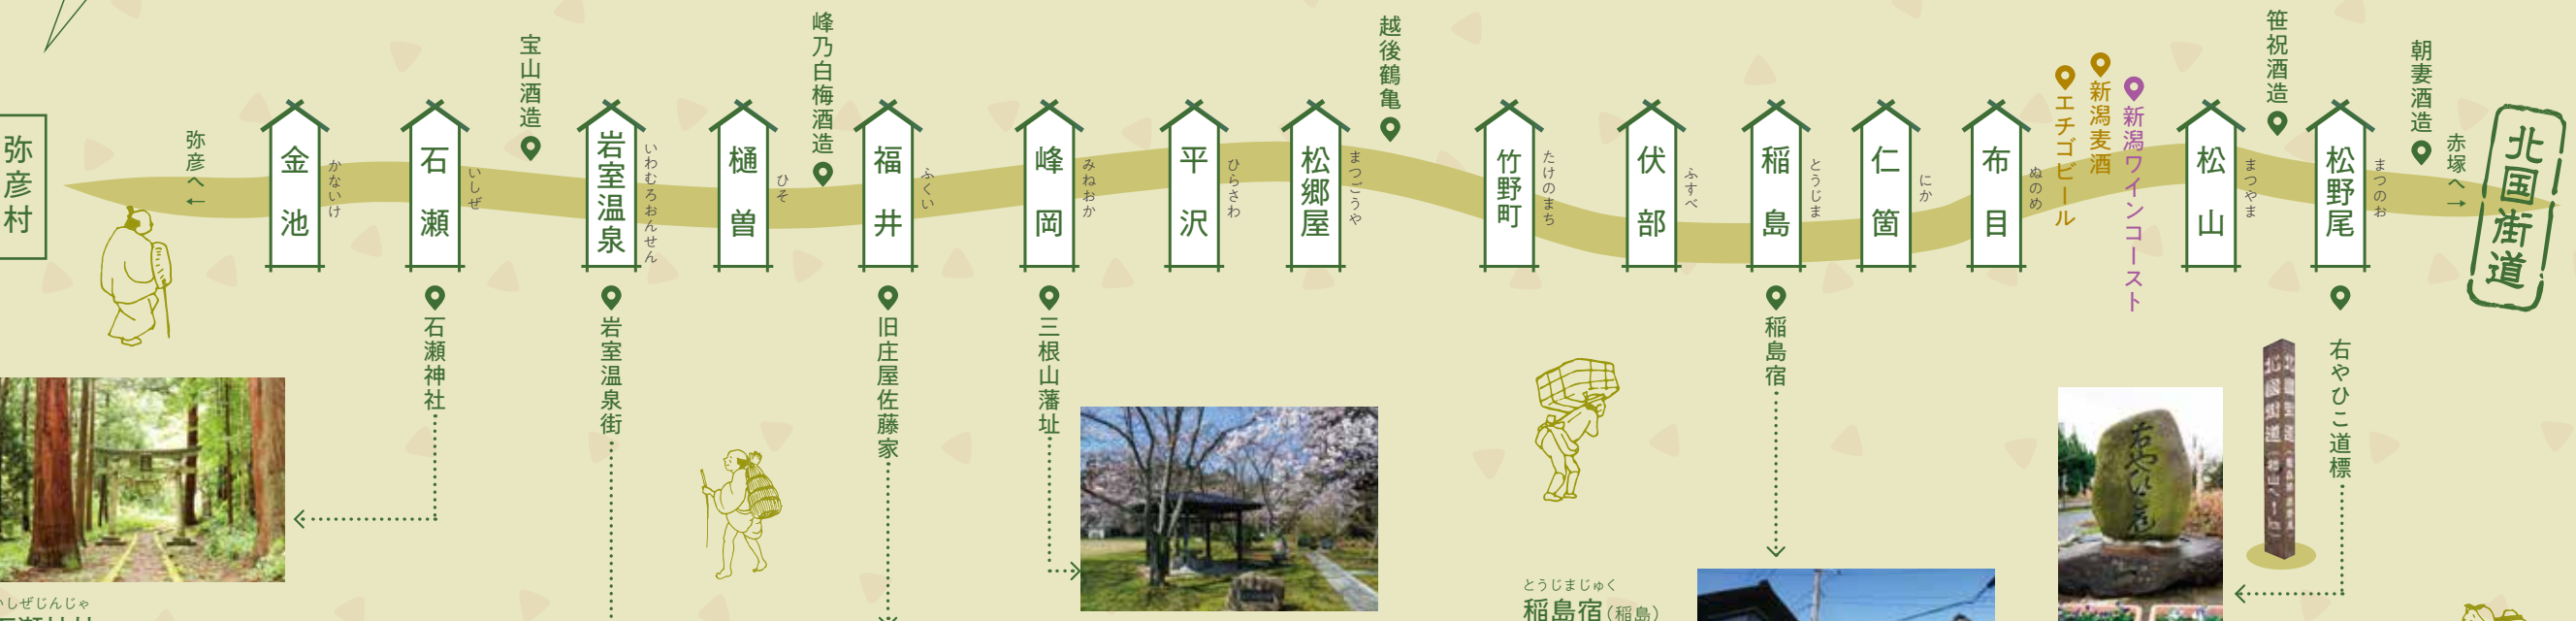 弥彦村
弥彦へ←
金池
かないけ
石瀬
いしぜ
宝山酒造
岩室温泉
いわむろおんせん
樋曽
ひそ
峰乃白梅酒造
福井
ふくい
峰岡
みねおか
平沢
ひらさわ
松郷屋
まつごうや
越後鶴亀
竹野町
たけのまち
伏部
ふすべ
稲島
とうじま
仁箇
にか
布目
ぬのめ
エチゴビール
新潟麦酒
新潟ワインコースト
松山
まつやま
笹祝酒造
松野尾
まつのお
朝妻酒造
赤塚へ→
北国街道
石瀬神社
岩室温泉街
旧庄屋佐藤家
三根山藩址
稲島宿
右やひこ道標
いしぜじんじゃ
とうじまじゅく
稲島宿（稲島）